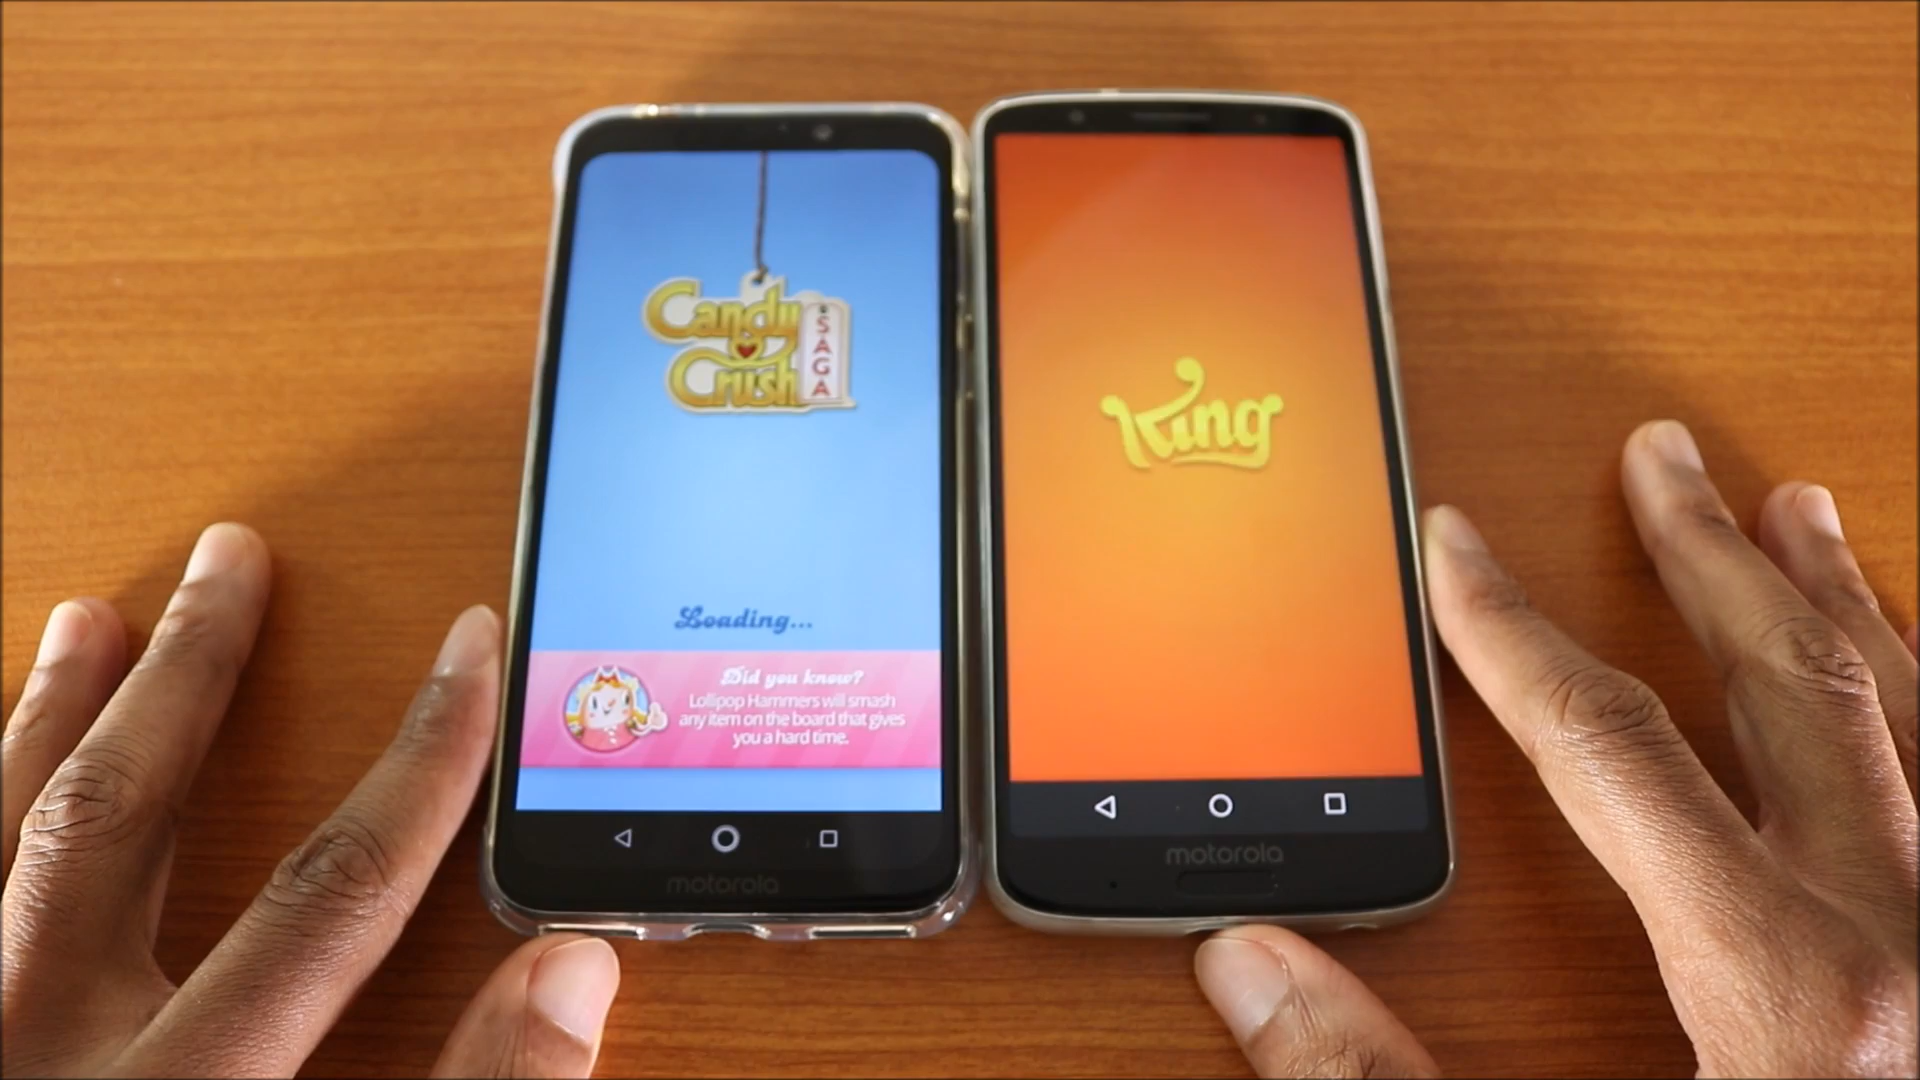 Candy
Crush
SAGA
Loading...
Did you know?
Lollipop Hammers will smash
any item on the board that gives
you a hard time.
motorola
King
motorola